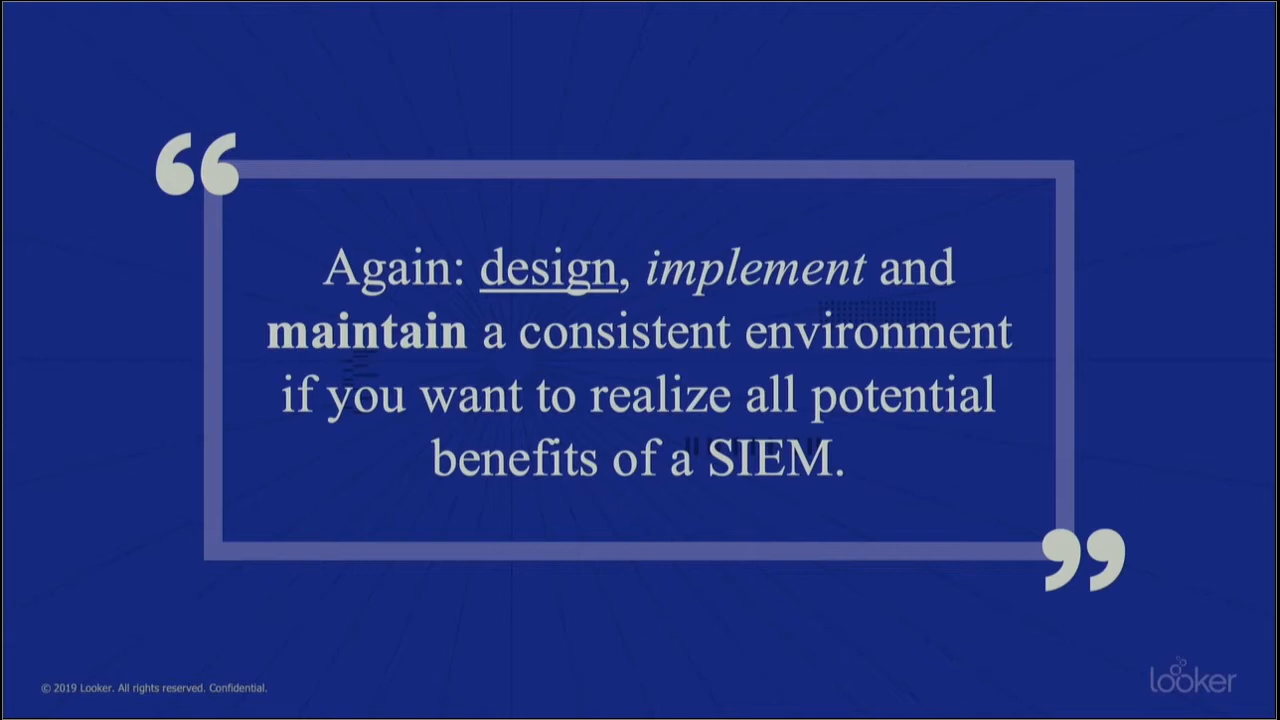 Again: design, implement and
maintain a consistent environment
if you want to realize all potential
benefits of a SIEM.
© 2019 Looker. All rights reserved. Confidential.
looker